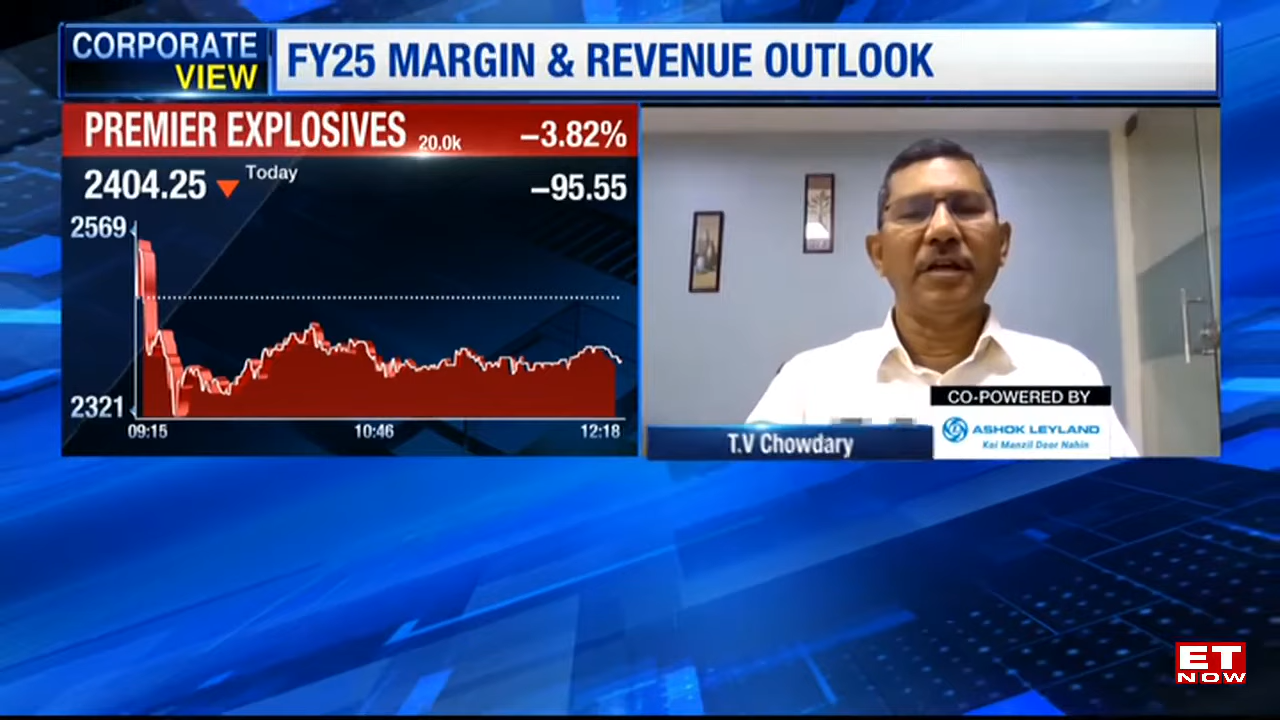 CORPORATE
VIEW
FY25 MARGIN & REVENUE OUTLOOK
PREMIER EXPLOSIVES 20.0k −3.82%
2404.25 Today −95.55
2569
2321
09:15 10:46 12:18
CO-POWERED BY
ASHOK LEYLAND
Koi Manzil Door Nahin
T.V Chowdary
ET
NOW